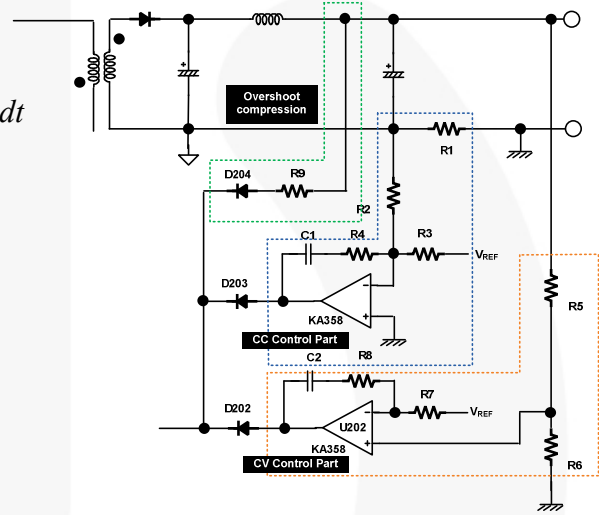 dt
+
+
Overshoot
compression
R1
D204
R9
R2
C1
R4
R3
VREF
D203
−
+
KA358
CC Control Part
R5
C2
R8
R7
VREF
D202
−
U202
+
KA358
CV Control Part
R6